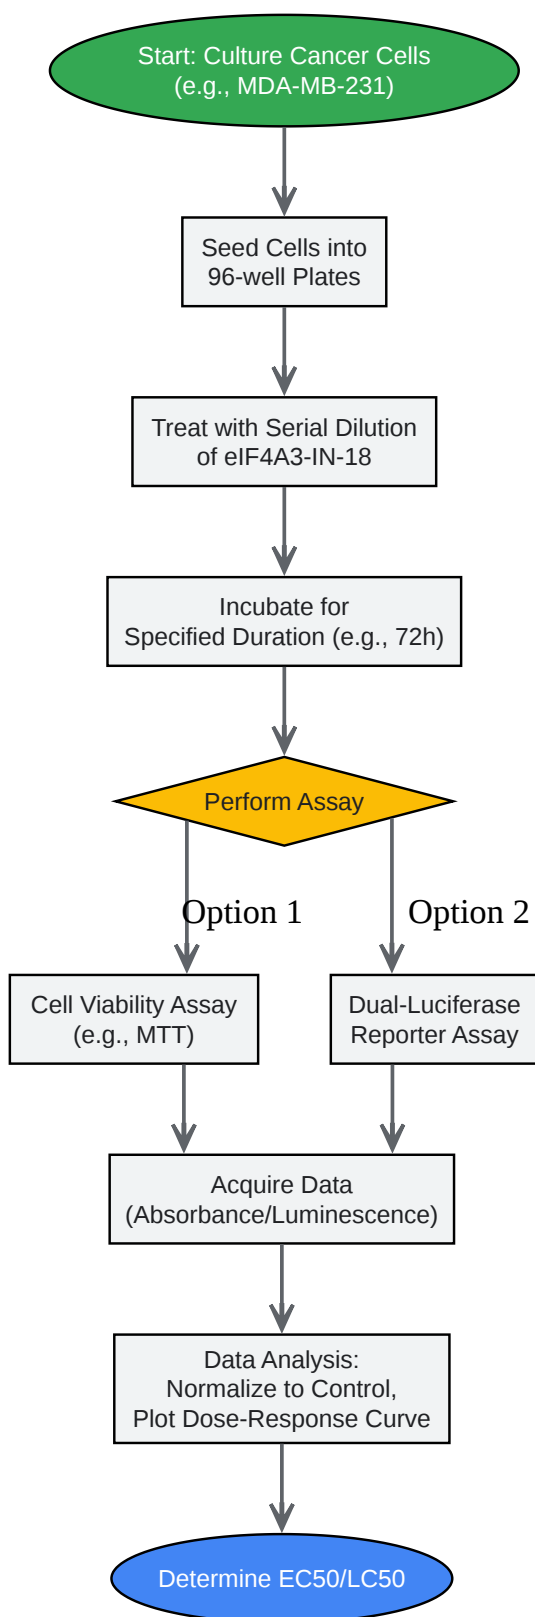 Start: Culture Cancer Cells
(e.g., MDA-MB-231)
Seed Cells into
96-well Plates
Treat with Serial Dilution
of eIF4A3-IN-18
Incubate for
Specified Duration (e.g., 72h)
Perform Assay
Option 1
Option 2
Cell Viability Assay
(e.g., MTT)
Dual-Luciferase
Reporter Assay
Acquire Data
(Absorbance/Luminescence)
Data Analysis:
Normalize to Control,
Plot Dose-Response Curve
Determine EC50/LC50